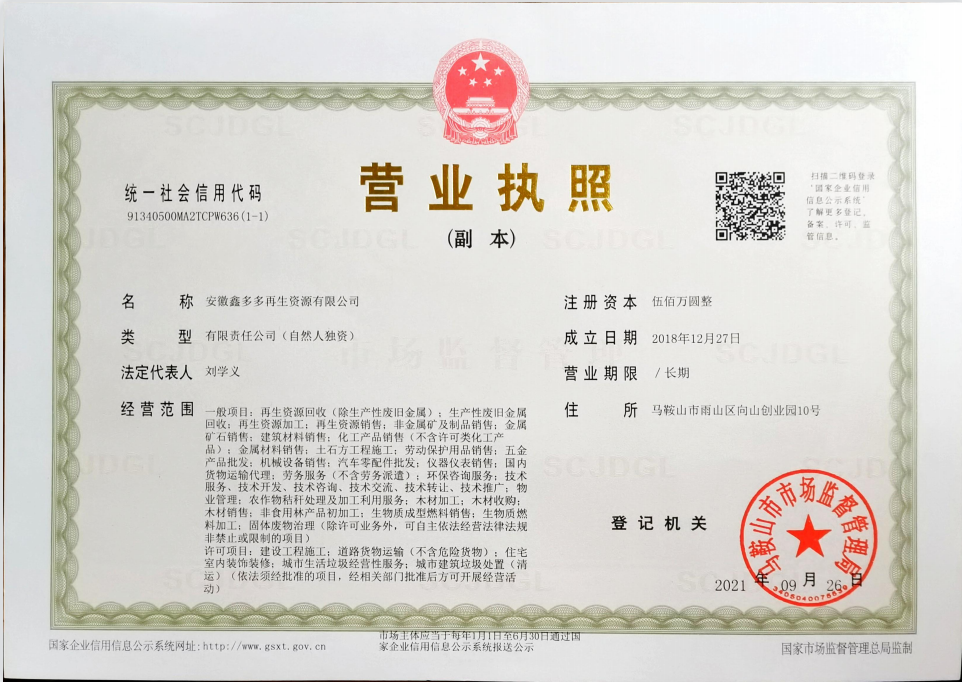 营业执照
(副 本)
统一社会信用代码
91340500MA2TCPW636(1-1)
扫描二维码登录
“国家企业信用
信息公示系统”
了解更多登记、
备案、许可、监
管信息。
名 称 安徽鑫多多再生资源有限公司
类 型 有限责任公司（自然人独资）
法定代表人 刘学义
经营范围 一般项目：再生资源回收（除生产性废旧金属）；生产性废旧金属
回收；再生资源加工；再生资源销售；非金属矿及制品销售；金属
矿石销售；建筑材料销售；化工产品销售（不含许可类化工产
品）；金属材料销售；土石方工程施工；劳动保护用品销售；五金
产品批发；机械设备销售；汽车零配件批发；仪器仪表销售；国内
货物运输代理；劳务服务（不含劳务派遣）；环保咨询服务；技术
服务、技术开发、技术咨询、技术交流、技术转让、技术推广；物
业管理；农作物秸秆处理及加工利用服务；木材加工；木材收购；
木材销售；非食用林产品初加工；生物质成型燃料销售；生物质燃
料加工；固体废物治理（除许可业务外，可自主依法经营法律法规
非禁止或限制的项目）
许可项目：建设工程施工；道路货物运输（不含危险货物）；住宅
室内装饰装修；城市生活垃圾经营性服务；城市建筑垃圾处置（清
运）（依法须经批准的项目，经相关部门批准后方可开展经营活
动）
注册资本 伍佰万圆整
成立日期 2018年12月27日
营业期限 / 长期
住 所 马鞍山市雨山区向山创业园10号
登记机关
马鞍山市市场监督管理局
2021 年 09 月 26 日
国家企业信用信息公示系统网址:http://www.gsxt.gov.cn
市场主体应当于每年1月1日至6月30日通过国
家企业信用信息公示系统报送公示
国家市场监督管理总局监制
SCJDGL
市场监督管理